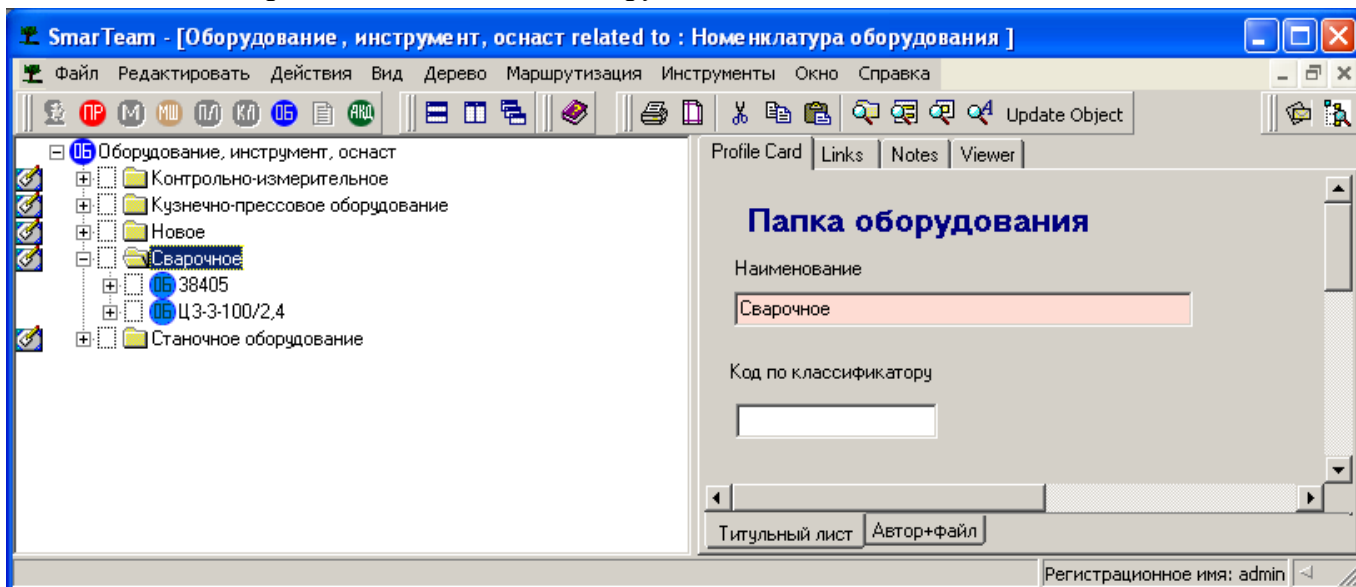 SmarTeam - [Оборудование, инструмент, оснаст related to : Номенклатура оборудования ]
Файл Редактировать Действия Вид Дерево Маршрутизация Инструменты Окно Справка
ПР М МШ ПЛ КЛ ОБ АКД Update Object
ОБ Оборудование, инструмент, оснаст
Контрольно-измерительное
Кузнечно-прессовое оборудование
Новое
Сварочное
ОБ 38405
ОБ ЦЗ-3-100/2,4
Станочное оборудование
Profile Card Links Notes Viewer
Папка оборудования
Наименование
Сварочное
Код по классификатору
Титульный лист Автор+Файл
Регистрационное имя: admin